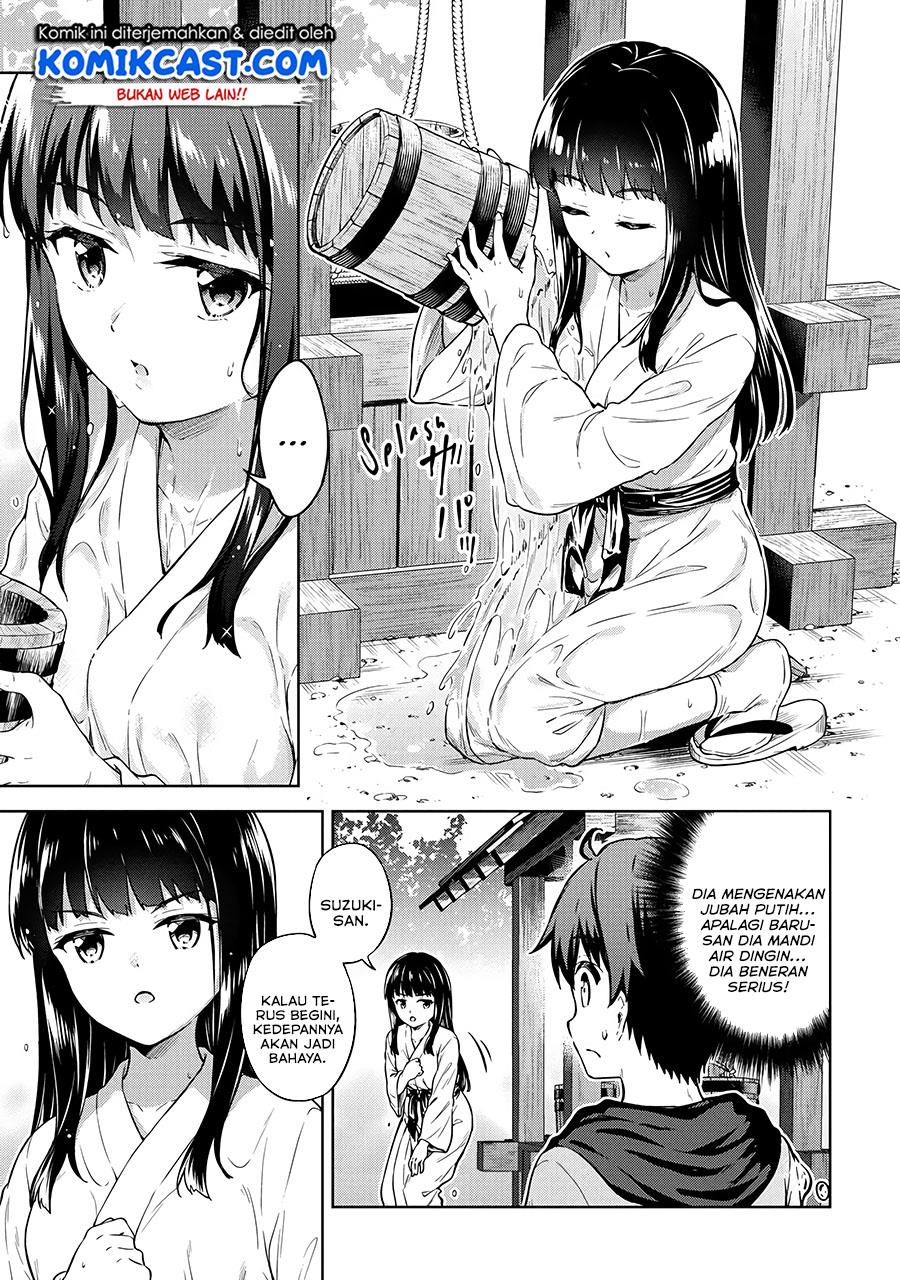 Komik ini diterjemahkan & diedit oleh
KOMIKCAST.COM
BUKAN WEB LAIN!!
Splash
ザパッ
...
DIA MENGENAKAN
JUBAH PUTIH...
APALAGI BARU-
SAN DIA MANDI
AIR DINGIN...
DIA BENERAN
SERIUS!
SUZUKI-
SAN.
KALAU TE-
RUS BEGINI,
KEDEPANNYA
AKAN JADI
BAHAYA.